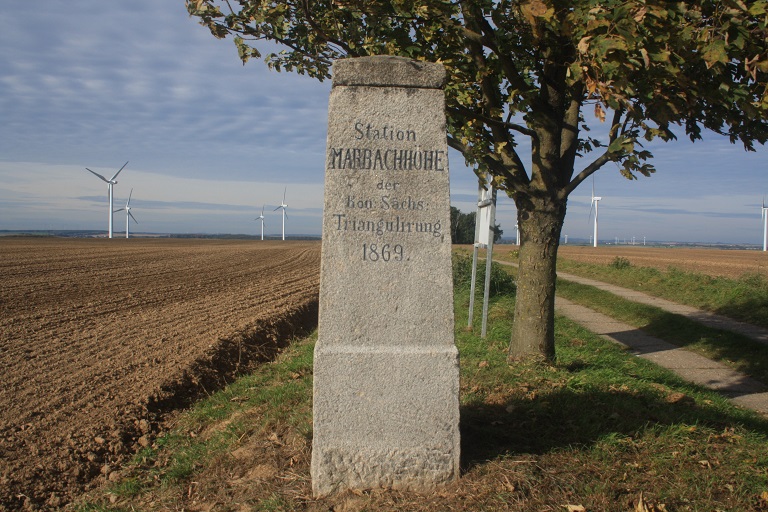 Station
MARBACHHÖHE
der
Kön: Sächs:
Triangulirung
1869.